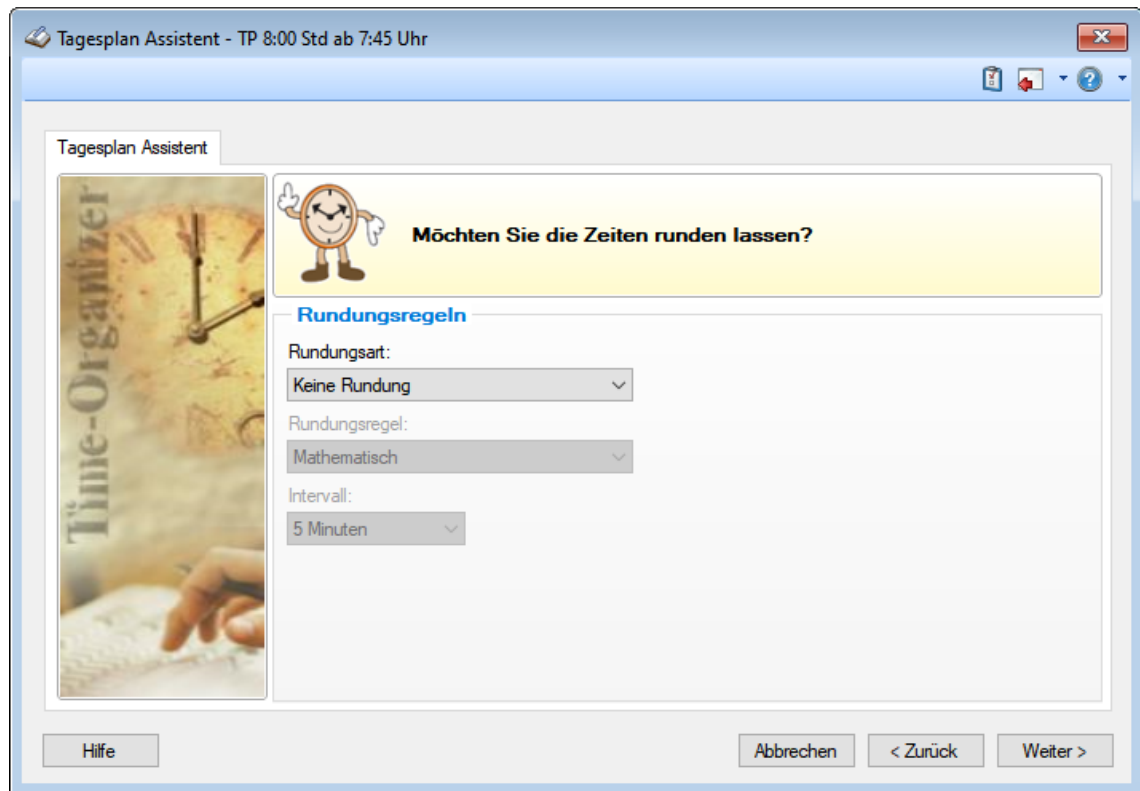 Tagesplan Assistent - TP 8:00 Std ab 7:45 Uhr
Tagesplan Assistent
Time-Organizer
Möchten Sie die Zeiten runden lassen?
Rundungsregeln
Rundungsart:
Keine Rundung
Rundungsregel:
Mathematisch
Intervall:
5 Minuten
Hilfe
Abbrechen
< Zurück
Weiter >